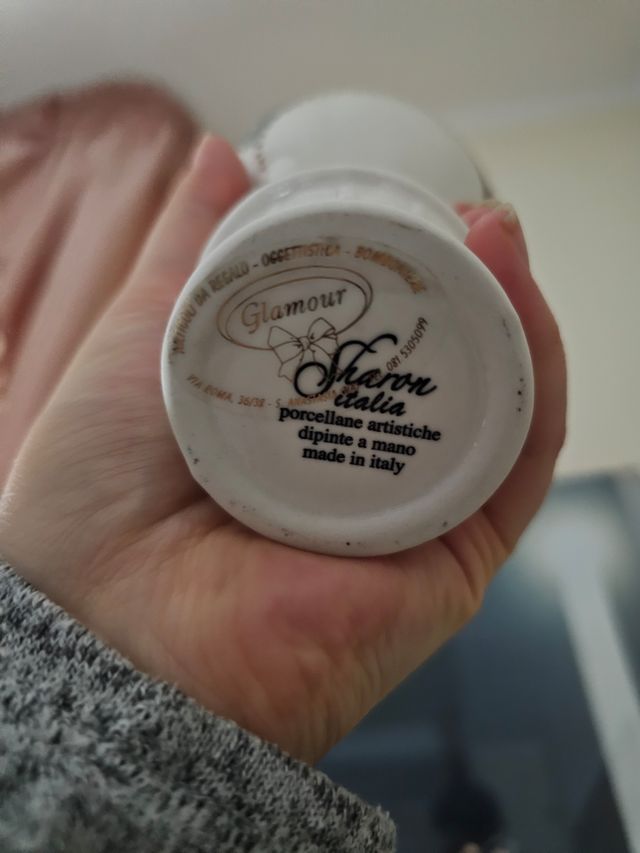 ARTICOLI DA REGALO - OGGETTISTICA - BOMBONIERE
Glamour
VIA ROMA, 36/38 - S. ANASTASIA 081 5305099
Sharon
italia
porcellane artistiche
dipinte a mano
made in italy